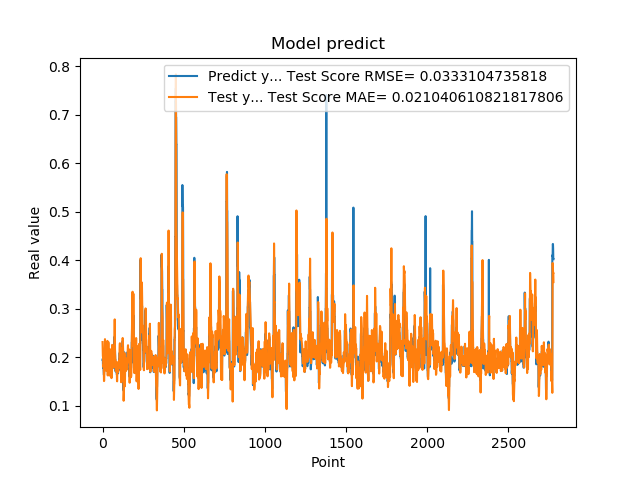 Model predict
Predict y... Test Score RMSE= 0.0333104735818
Test y... Test Score MAE= 0.021040610821817806
Real value
0.8
0.7
0.6
0.5
0.4
0.3
0.2
0.1
0 500 1000 1500 2000 2500
Point